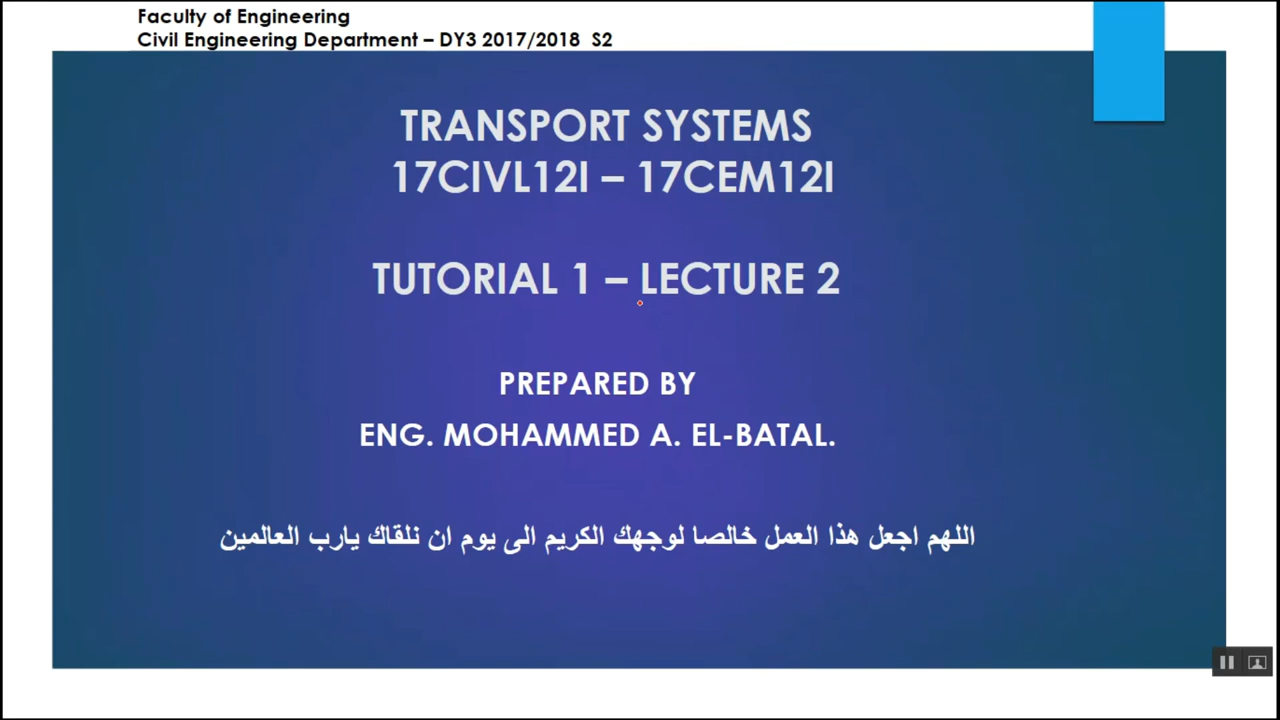 Faculty of Engineering
Civil Engineering Department – DY3 2017/2018 S2
TRANSPORT SYSTEMS
17CIVL12I – 17CEM12I
TUTORIAL 1 – LECTURE 2
PREPARED BY
ENG. MOHAMMED A. EL-BATAL.
اللهم اجعل هذا العمل خالصا لوجهك الكريم الى يوم ان نلقاك يارب العالمين